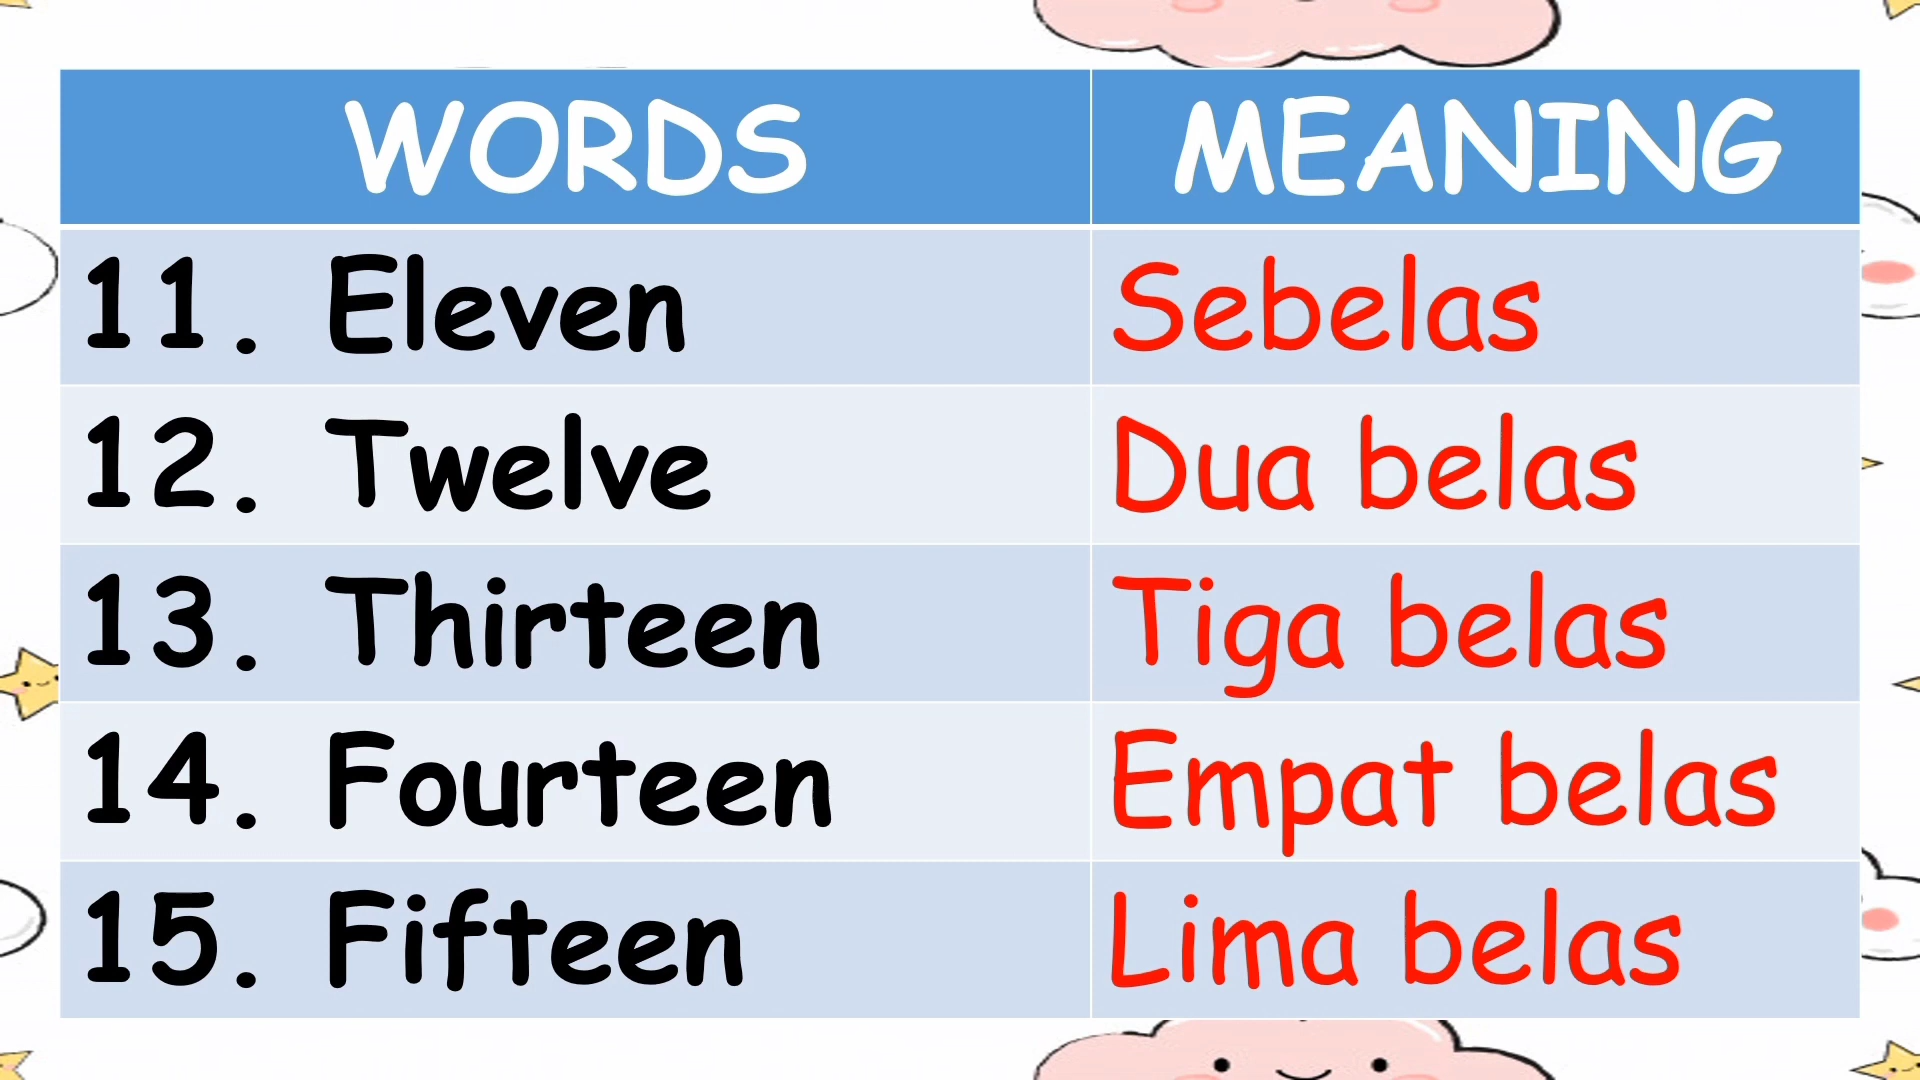 WORDS MEANING
11. Eleven Sebelas
12. Twelve Dua belas
13. Thirteen Tiga belas
14. Fourteen Empat belas
15. Fifteen Lima belas